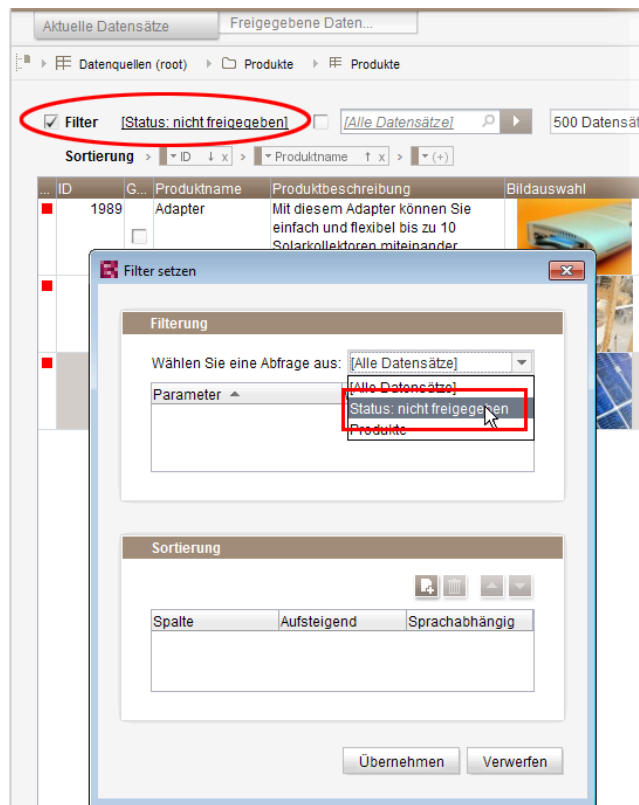 Aktuelle Datensätze Freigegebene Daten...
Datenquellen (root) Produkte Produkte
Filter [Status: nicht freigegeben] [Alle Datensätze] 500 Datensät
Sortierung > ID ↓ x > Produktname ↑ x > (+)
... ID G... Produktname Produktbeschreibung Bildauswahl
1989 Adapter Mit diesem Adapter können Sie
einfach und flexibel bis zu 10
Solarkollektoren miteinander
Filter setzen
Filterung
Wählen Sie eine Abfrage aus: [Alle Datensätze]
Parameter [Alle Datensätze]
Status: nicht freigegeben
Produkte
Sortierung
Spalte Aufsteigend Sprachabhängig
Übernehmen Verwerfen